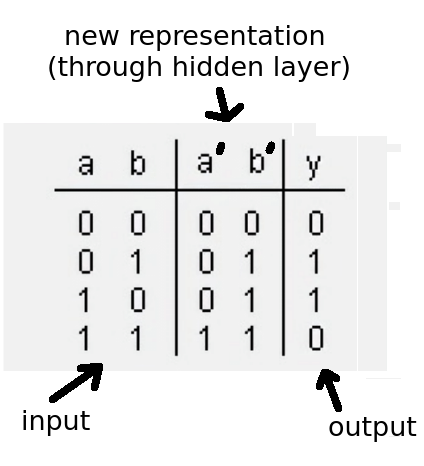 new representation
(through hidden layer)
a b a' b' y
0 0 0 0 0
0 1 0 1 1
1 0 0 1 1
1 1 1 1 0
input
output